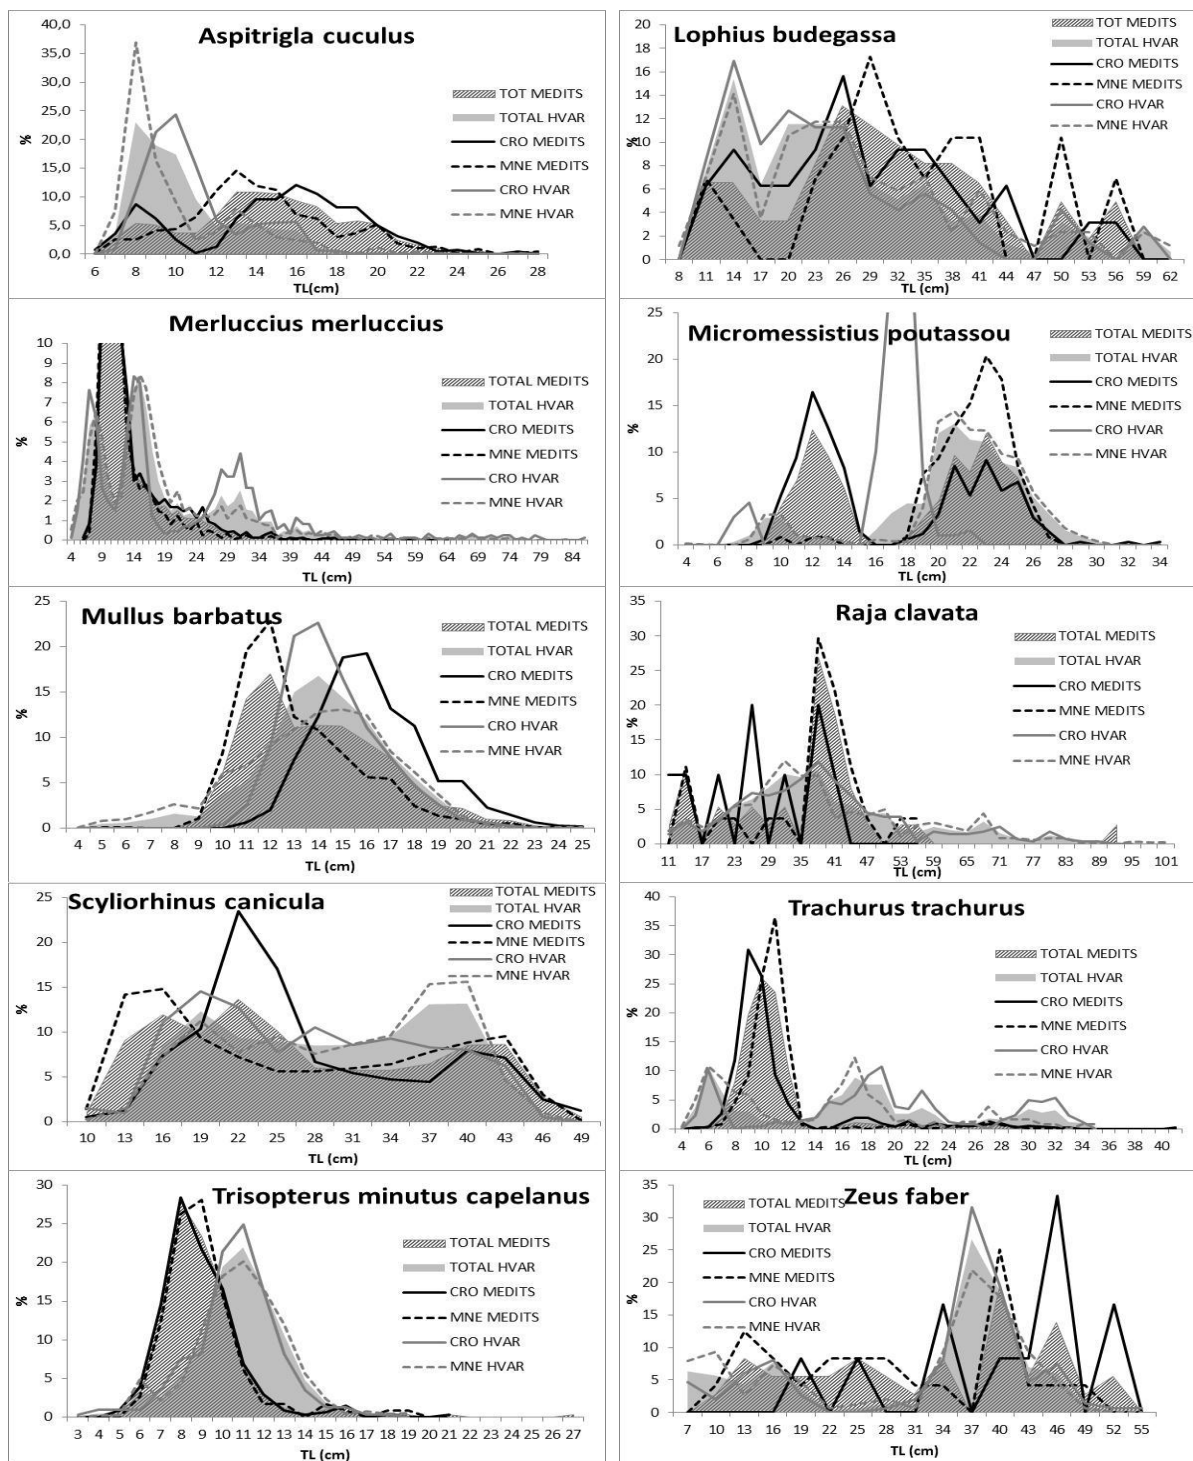 Aspitrigla cuculus
40,0
35,0
30,0
25,0
20,0
15,0
10,0
5,0
0,0
%
TOT MEDITS
TOTAL HVAR
CRO MEDITS
MNE MEDITS
CRO HVAR
MNE HVAR
6 8 10 12 14 16 18 20 22 24 26 28
TL(cm)
Lophius budegassa
20
18
16
14
12
10
8
6
4
2
0
%
TOT MEDITS
TOTAL HVAR
CRO MEDITS
MNE MEDITS
CRO HVAR
MNE HVAR
8 11 14 17 20 23 26 29 32 35 38 41 44 47 50 53 56 59 62
TL (cm)
Merluccius merluccius
10
9
8
7
6
5
4
3
2
1
0
%
TOTAL MEDITS
TOTAL HVAR
CRO MEDITS
MNE MEDITS
CRO HVAR
MNE HVAR
4 9 14 19 24 29 34 39 44 49 54 59 64 69 74 79 84
TL (cm)
Micromessistius poutassou
25
20
15
10
5
0
%
TOTAL MEDITS
TOTAL HVAR
CRO MEDITS
MNE MEDITS
CRO HVAR
MNE HVAR
4 6 8 10 12 14 16 18 20 22 24 26 28 30 32 34
TL (cm)
Mullus barbatus
25
20
15
10
5
0
%
TOTAL MEDITS
TOTAL HVAR
CRO MEDITS
MNE MEDITS
CRO HVAR
MNE HVAR
4 5 6 7 8 9 10 11 12 13 14 15 16 17 18 19 20 21 22 23 24 25
TL (cm)
Raja clavata
35
30
25
20
15
10
5
0
%
TOTAL MEDITS
TOTAL HVAR
CRO MEDITS
MNE MEDITS
CRO HVAR
MNE HVAR
11 17 23 29 35 41 47 53 59 65 71 77 83 89 95 101
TL (cm)
Scyliorhinus canicula
25
20
15
10
5
0
%
TOTAL MEDITS
TOTAL HVAR
CRO MEDITS
MNE MEDITS
CRO HVAR
MNE HVAR
10 13 16 19 22 25 28 31 34 37 40 43 46 49
TL (cm)
Trachurus trachurus
40
35
30
25
20
15
10
5
0
%
TOTAL MEDITS
TOTAL HVAR
CRO MEDITS
MNE MEDITS
CRO HVAR
MNE HVAR
4 6 8 10 12 14 16 18 20 22 24 26 28 30 32 34 36 38 40
TL (cm)
Trisopterus minutus capelanus
30
25
20
15
10
5
0
%
TOTAL MEDITS
TOTAL HVAR
CRO MEDITS
MNE MEDITS
CRO HVAR
MNE HVAR
3 4 5 6 7 8 9 10 11 12 13 14 15 16 17 18 19 20 21 22 23 24 26 27
TL (cm)
Zeus faber
35
30
25
20
15
10
5
0
%
TOTAL MEDITS
TOTAL HVAR
CRO MEDITS
MNE MEDITS
CRO HVAR
MNE HVAR
7 10 13 16 19 22 25 28 31 34 37 40 43 46 49 52 55
TL (cm)